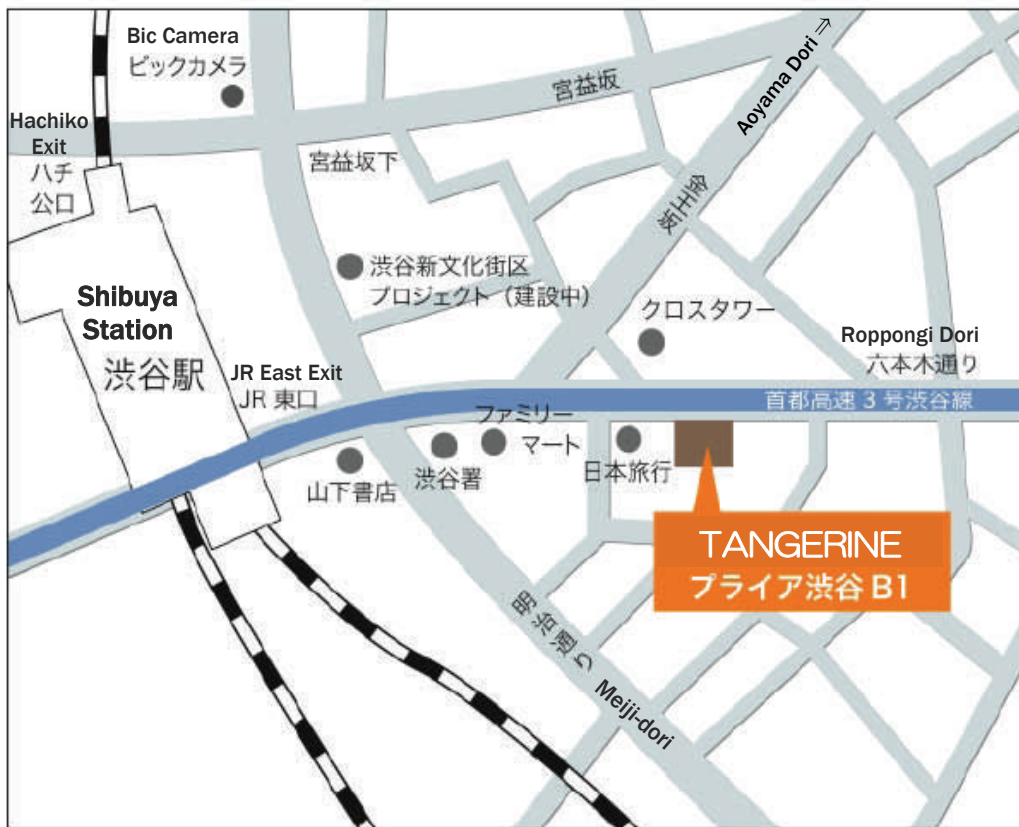 Bic Camera
ビックカメラ
宮益坂
Aoyama Dori ⇒
Hachiko
Exit
ハチ
公口
宮益坂下
金王坂
渋谷新文化街区
プロジェクト（建設中）
Shibuya
Station
渋谷駅
クロスタワー
Roppongi Dori
六本木通り
JR East Exit
JR 東口
首都高速 3 号渋谷線
ファミリー
マート
山下書店
渋谷署
日本旅行
TANGERINE
プライア渋谷 B1
明治通り
Meiji-dori